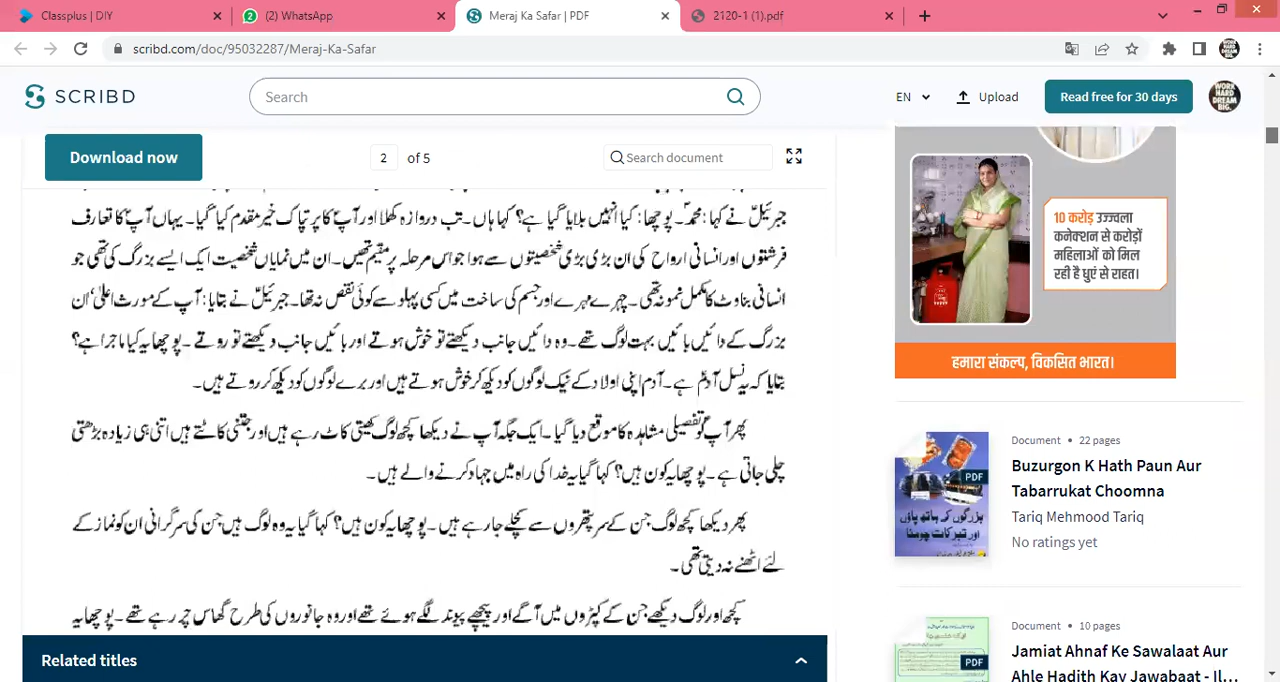 Classplus | DIY
(2) WhatsApp
Meraj Ka Safar | PDF
2120-1 (1).pdf
scribd.com/doc/95032287/Meraj-Ka-Safar
SCRIBD
Search
EN
Upload
Read free for 30 days
Download now
2 of 5
Search document
جبرئیلؑ نے کہا: محمدؐ۔ پوچھا: کیا انہیں بلایا گیا ہے؟ کہا ہاں۔ تب دروازہ کھلا اور آپؐ کا پر تپاک خیر مقدم کیا گیا۔ یہاں آپؐ کا تعارف
فرشتوں اور انسانی ارواح کی ان بڑی بڑی شخصیتوں سے ہوا جو اس مرحلہ پر مقیم تھیں۔ ان میں نمایاں شخصیت ایک ایسے بزرگ کی تھی جو
انسانی بناوٹ کا مکمل نمونہ تھی۔ چہرے مہرے اور جسم کی ساخت میں کسی پہلو سے کوئی نقص نہ تھا۔ جبرئیلؑ نے بتایا: آپ کے مورث اعلیٰ' ان
بزرگ کے دائیں بائیں بہت لوگ تھے۔ وہ دائیں جانب دیکھتے تو خوش ہوتے اور بائیں جانب دیکھتے تو روتے۔ پوچھا یہ کیا ماجرا ہے؟
بتایا کہ یہ نسل آدمؑ ہے۔ آدمؑ اپنی اولاد کے نیک لوگوں کو دیکھ کر خوش ہوتے ہیں اور برے لوگوں کو دیکھ کر روتے ہیں۔
پھر آپؐ کو تفصیلی مشاہدہ کا موقع دیا گیا۔ ایک جگہ آپؐ نے دیکھا کچھ لوگ کھیتی کاٹ رہے ہیں اور جتنی کاٹتے ہیں اتنی ہی زیادہ بڑھتی
چلی جاتی ہے۔ پوچھا یہ کون ہیں؟ کہا گیا یہ خدا کی راہ میں جہاد کرنے والے ہیں۔
پھر دیکھا کچھ لوگ جن کے سر پتھروں سے کچلے جا رہے ہیں۔ پوچھا یہ کون ہیں؟ کہا گیا یہ وہ لوگ ہیں جن کی سر گرانی ان کو نماز کے
لئے اٹھنے نہ دیتی تھی۔
کچھ اور لوگ دیکھے جن کے کپڑوں میں آگے اور پیچھے پیوند لگے ہوئے تھے اور وہ جانوروں کی طرح گھاس چر رہے تھے۔ پوچھا یہ
Related titles
10 करोड़ उज्ज्वला
कनेक्शन से करोड़ों
महिलाओं को मिल
रही है धुएं से राहत।
हमारा संकल्प, विकसित भारत।
Document • 22 pages
Buzurgon K Hath Paun Aur
Tabarrukat Choomna
Tariq Mehmood Tariq
No ratings yet
PDF
بزرگوں کے ہاتھ پاؤں
اور تبرکات چومنا
Document • 10 pages
Jamiat Ahnaf Ke Sawalaat Aur
Ahle Hadith Kay Jawabaat - Il...
PDF